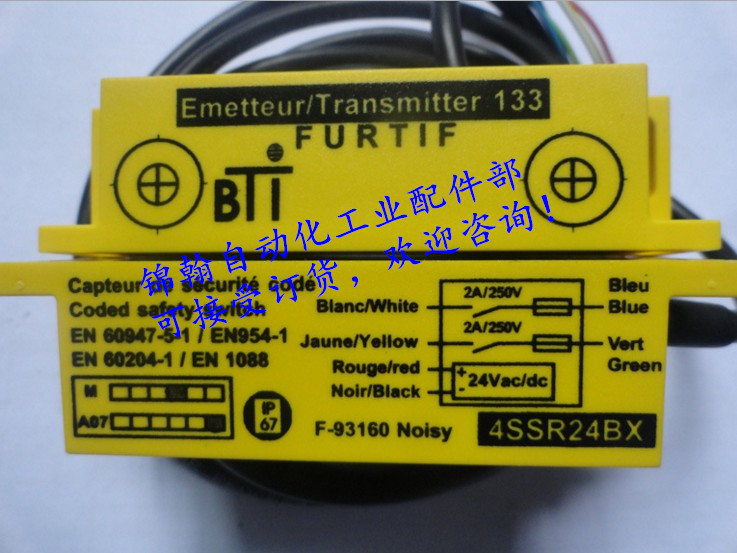 Emetteur/Transmitter 133
FURTIF
BTi
锦翰自动化工业配件部
可接受订货，欢迎咨询！
Capteur de sécurité codé
Coded safety switch
EN 60947-5-1 / EN954-1
EN 60204-1 / EN 1088
M
A07
IP
67
2A/250V
Bleu
Blanc/White
Blue
2A/250V
Jaune/Yellow
Vert
Green
Rouge/red
+
24Vac/dc
Noir/Black
-
F-93160 Noisy
4SSR24BX